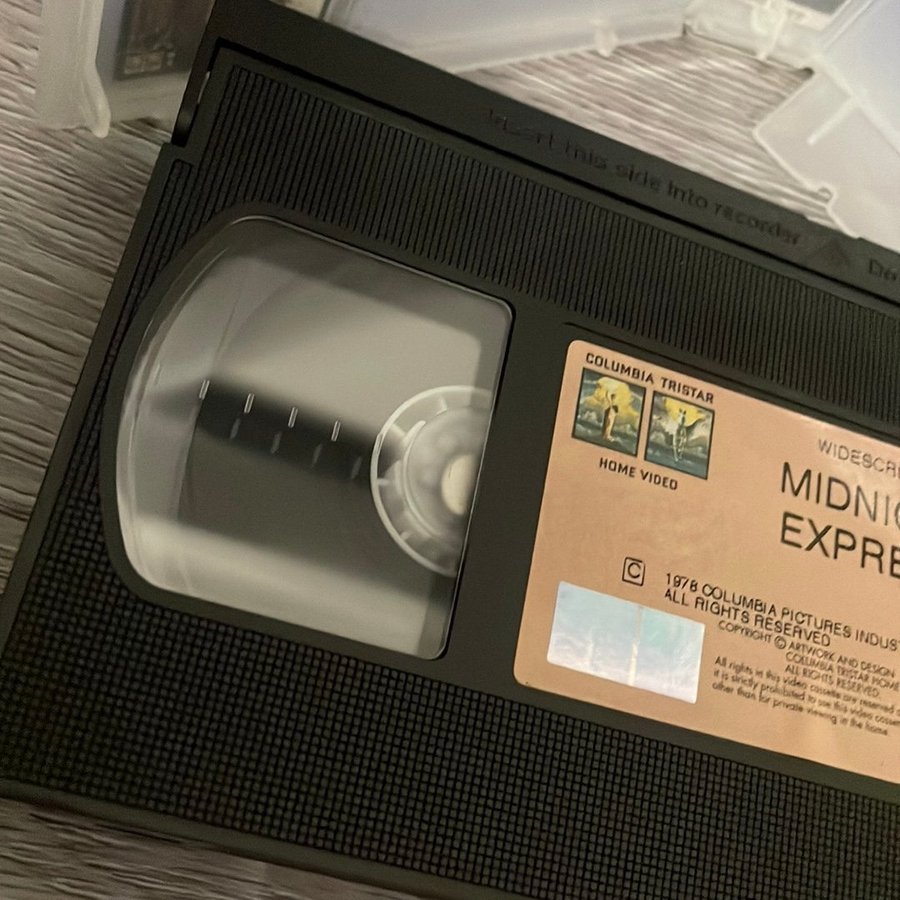 Insert this side into recorder
Do
COLUMBIA TRISTAR
HOME VIDEO
WIDESCRE
MIDNIG
EXPRE
C
1978 COLUMBIA PICTURES INDUST
ALL RIGHTS RESERVED
COPYRIGHT © ARTWORK AND DESIGN
COLUMBIA TRISTAR HOME
ALL RIGHTS RESERVED.
All rights in this video cassette are reserved
it is strictly prohibited to use this video casset
other than for private viewing in the home